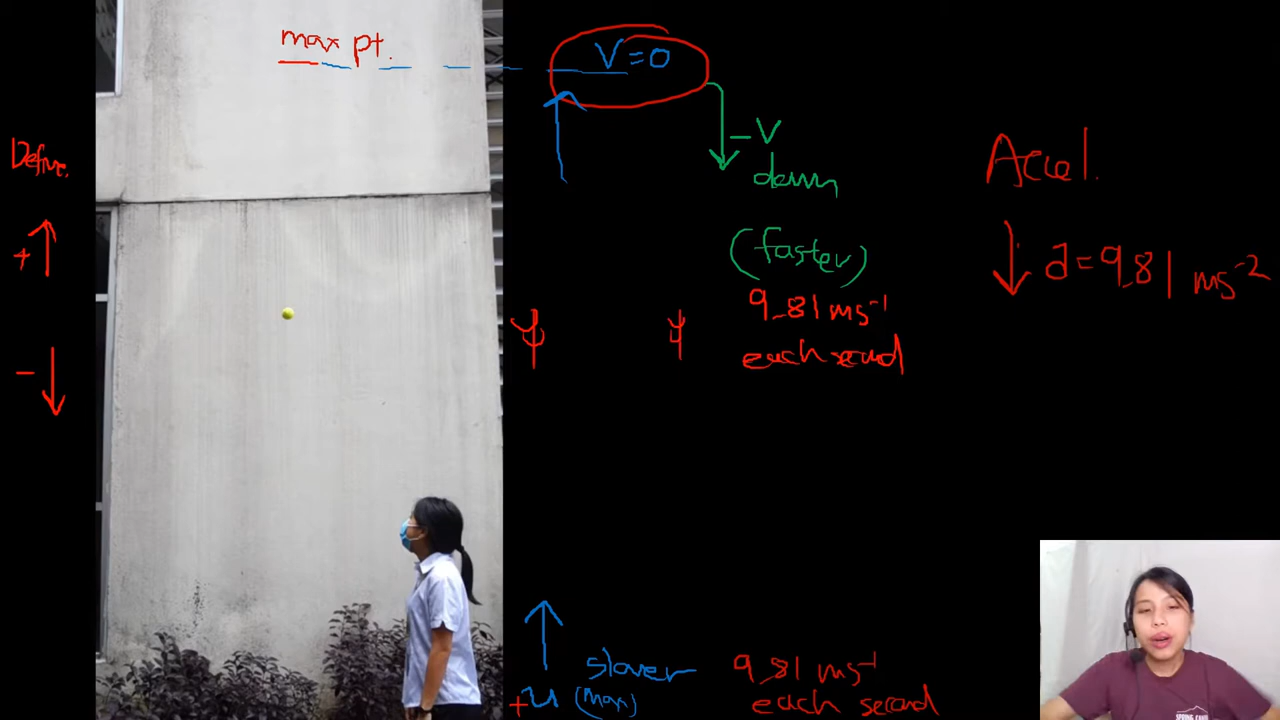 max pt.
V = 0
Define.
+
-
-V
down
(faster)
9.81 ms⁻¹
each second
Accel.
a = 9.81 ms⁻²
slower
9.81 ms⁻¹
+u (max)
each second